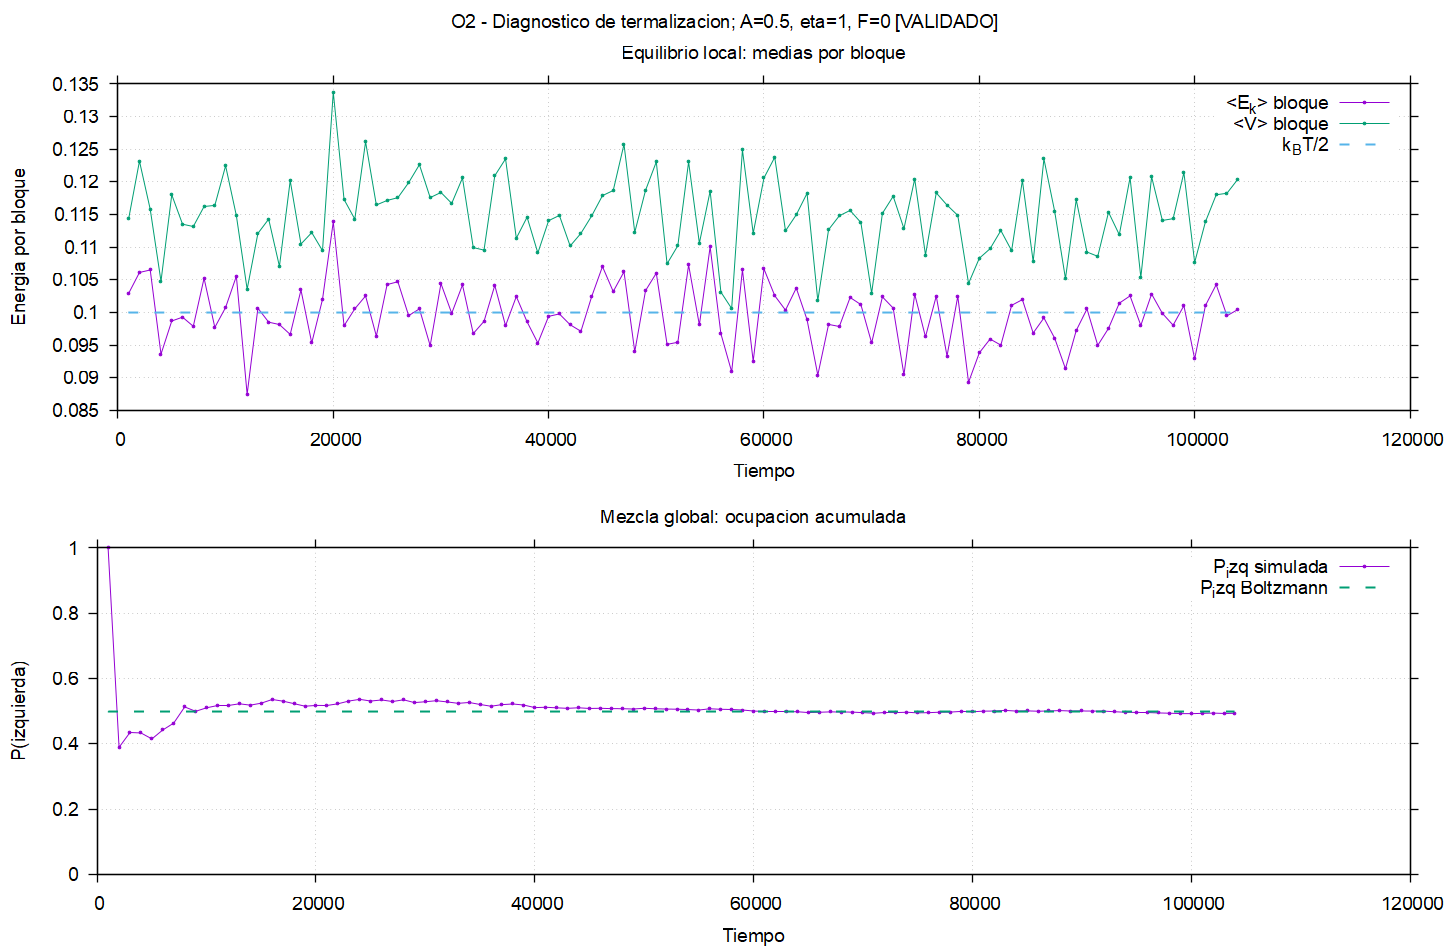 O2 - Diagnostico de termalizacion; A=0.5, eta=1, F=0 [VALIDADO]
Equilibrio local: medias por bloque
<E_k> bloque
<V> bloque
k_BT/2
Energia por bloque
0.135
0.13
0.125
0.12
0.115
0.11
0.105
0.1
0.095
0.09
0.085
0 20000 40000 60000 80000 100000 120000
Tiempo
Mezcla global: ocupacion acumulada
P_izq simulada
P_izq Boltzmann
P(izquierda)
1
0.8
0.6
0.4
0.2
0
0 20000 40000 60000 80000 100000 120000
Tiempo